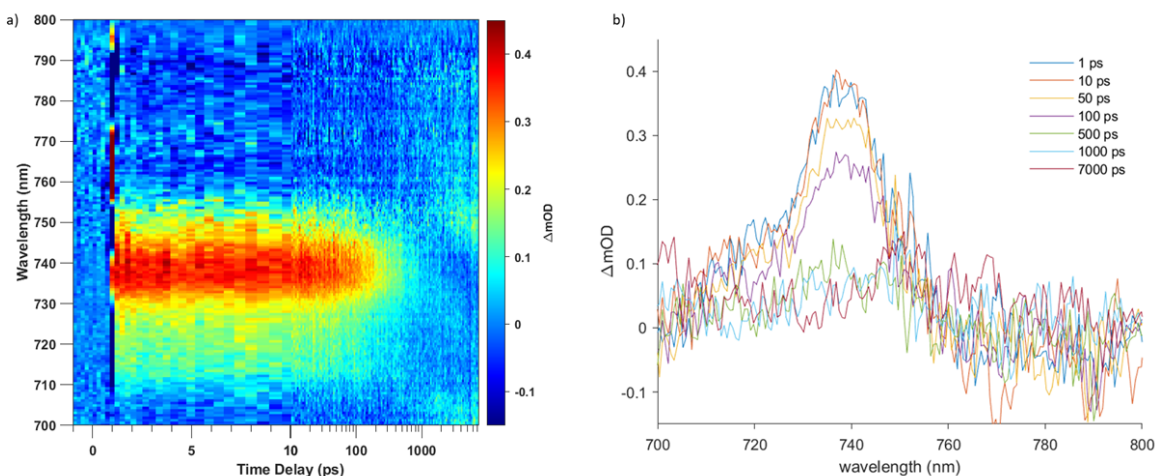 a)
800
790
780
770
760
750
740
730
720
710
700
Wavelength (nm)
0
5
10
100
1000
Time Delay (ps)
0.4
0.3
0.2
0.1
0
-0.1
ΔmOD
b)
0.4
0.3
0.2
0.1
0
-0.1
ΔmOD
700
720
740
760
780
800
wavelength (nm)
1 ps
10 ps
50 ps
100 ps
500 ps
1000 ps
7000 ps